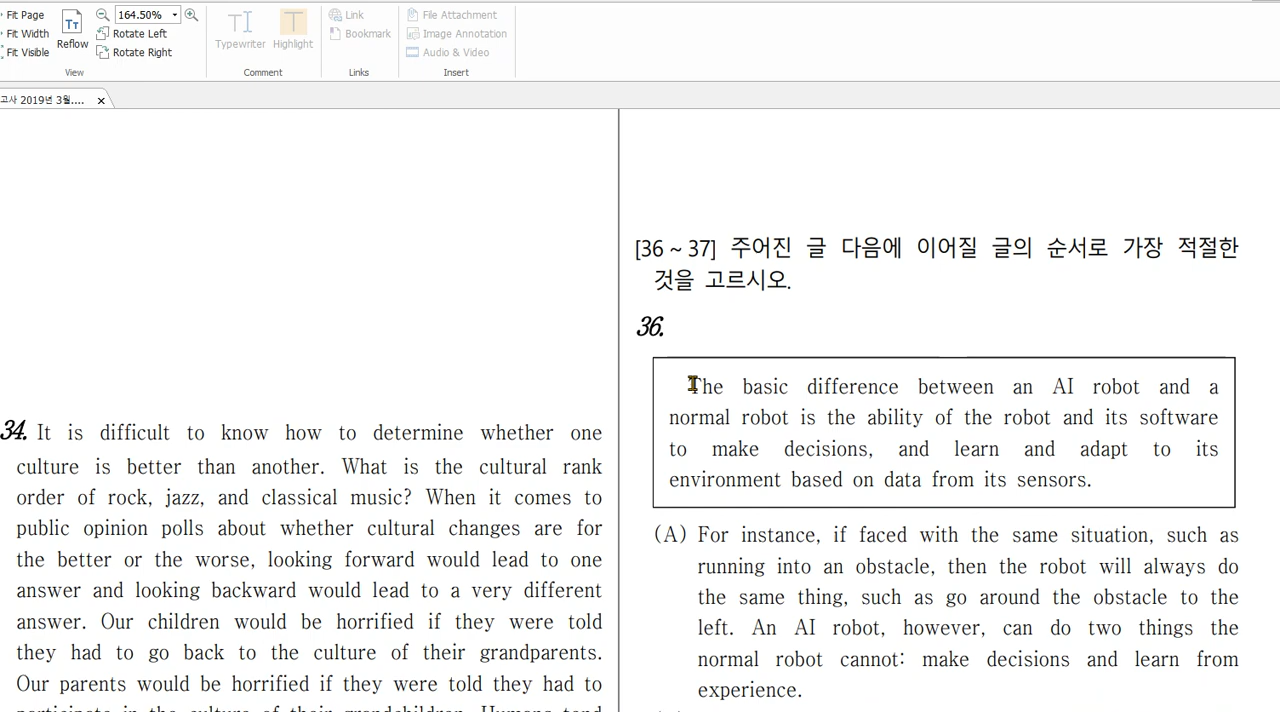 Fit Page
Fit Width
Fit Visible
Reflow
164.50%
Rotate Left
Rotate Right
View
Typewriter
Highlight
Comment
Link
Bookmark
Links
File Attachment
Image Annotation
Audio & Video
Insert
고사 2019년 3월....
34. It is difficult to know how to determine whether one
culture is better than another. What is the cultural rank
order of rock, jazz, and classical music? When it comes to
public opinion polls about whether cultural changes are for
the better or the worse, looking forward would lead to one
answer and looking backward would lead to a very different
answer. Our children would be horrified if they were told
they had to go back to the culture of their grandparents.
Our parents would be horrified if they were told they had to
participate in the culture of their grandchildren. Humans tend
[36 ~ 37] 주어진 글 다음에 이어질 글의 순서로 가장 적절한
것을 고르시오.
36.
The basic difference between an AI robot and a
normal robot is the ability of the robot and its software
to make decisions, and learn and adapt to its
environment based on data from its sensors.
(A) For instance, if faced with the same situation, such as
running into an obstacle, then the robot will always do
the same thing, such as go around the obstacle to the
left. An AI robot, however, can do two things the
normal robot cannot: make decisions and learn from
experience.